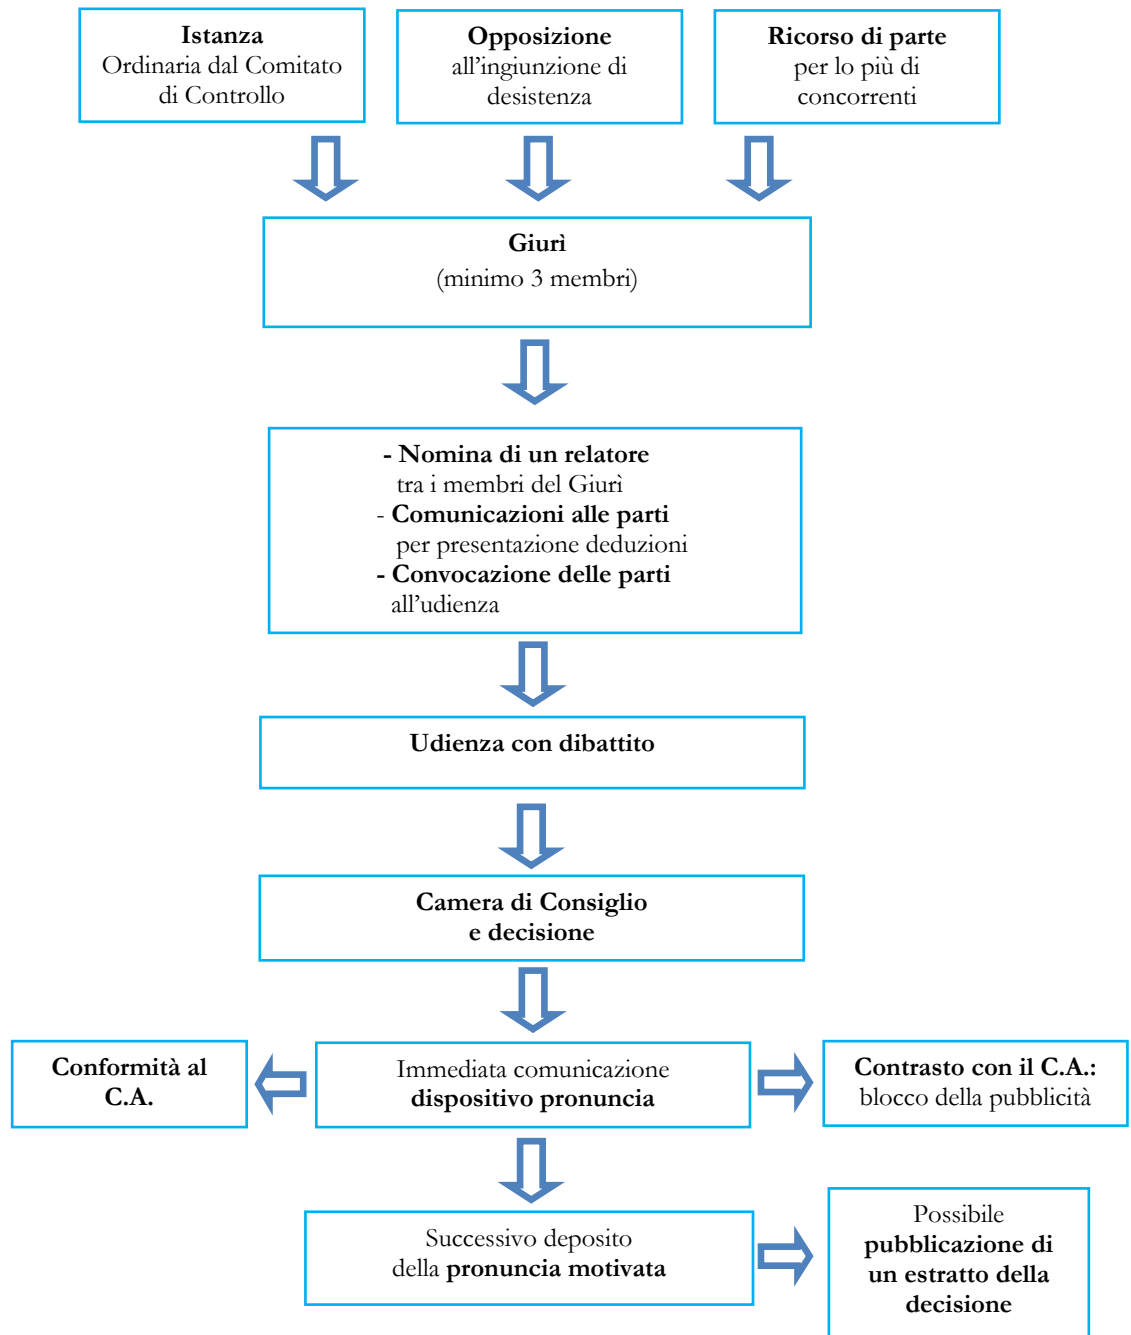 Istanza
Ordinaria dal Comitato
di Controllo
Opposizione
all'ingiunzione di
desistenza
Ricorso di parte
per lo più di
concorrenti
Giurì
(minimo 3 membri)
- Nomina di un relatore
tra i membri del Giurì
- Comunicazioni alle parti
per presentazione deduzioni
- Convocazione delle parti
all'udienza
Udienza con dibattito
Camera di Consiglio
e decisione
Conformità al
C.A.
Immediata comunicazione
dispositivo pronuncia
Contrasto con il C.A.:
blocco della pubblicità
Successivo deposito
della pronuncia motivata
Possibile
pubblicazione di
un estratto della
decisione